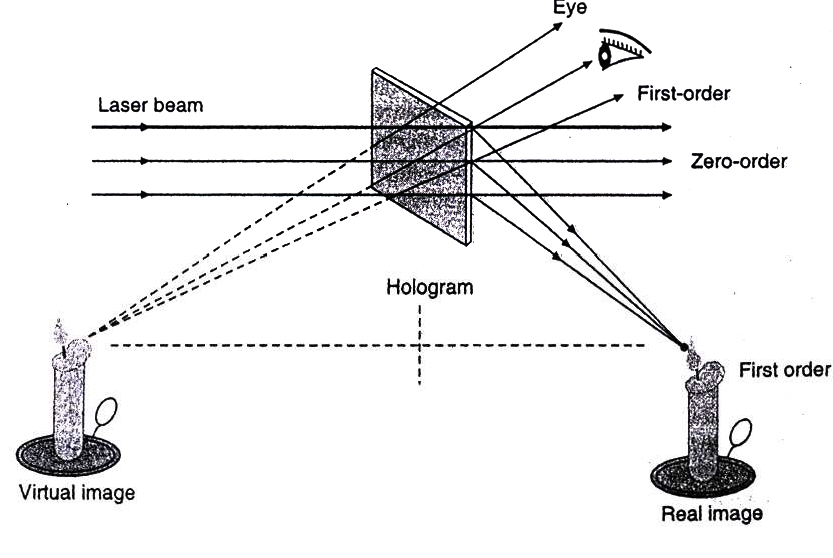 Eye
Laser beam
First-order
Zero-order
Hologram
First order
Virtual image
Real image